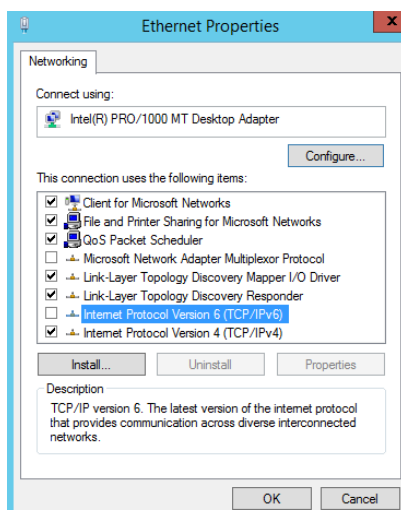 Ethernet Properties
x
Networking
Connect using:
Intel(R) PRO/1000 MT Desktop Adapter
Configure...
This connection uses the following items:
Client for Microsoft Networks
File and Printer Sharing for Microsoft Networks
QoS Packet Scheduler
Microsoft Network Adapter Multiplexor Protocol
Link-Layer Topology Discovery Mapper I/O Driver
Link-Layer Topology Discovery Responder
Internet Protocol Version 6 (TCP/IPv6)
Internet Protocol Version 4 (TCP/IPv4)
Install...
Uninstall
Properties
Description
TCP/IP version 6. The latest version of the internet protocol
that provides communication across diverse interconnected
networks.
OK
Cancel